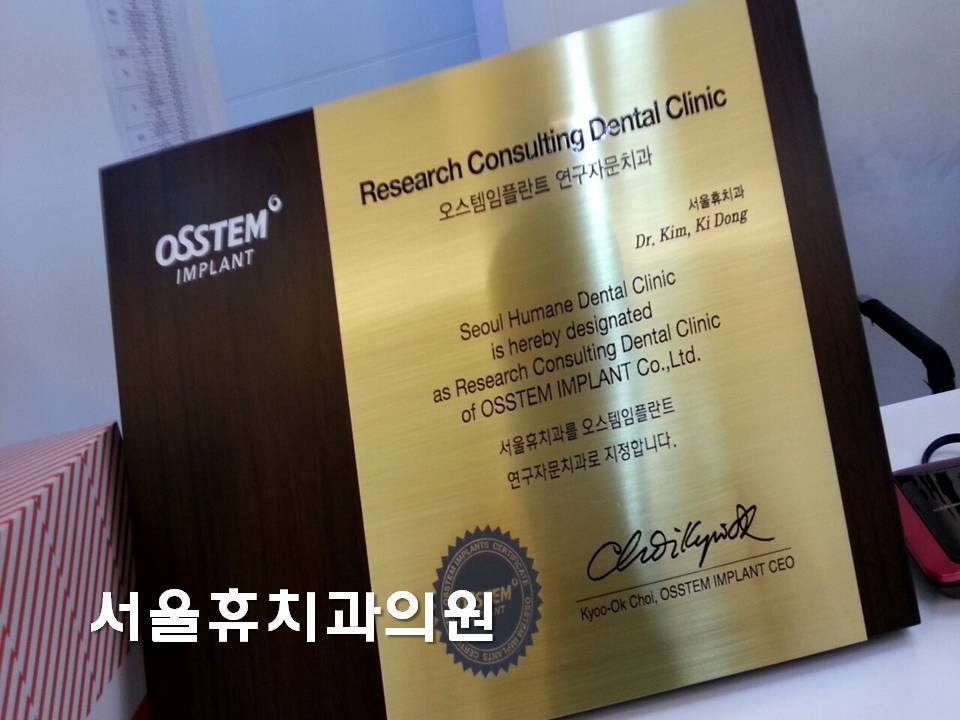 OSSTEM
IMPLANT
Research Consulting Dental Clinic
오스템임플란트 연구자문치과
서울휴치과
Dr. Kim, Ki Dong
Seoul Humane Dental Clinic
is hereby designated
as Research Consulting Dental Clinic
of OSSTEM IMPLANT Co.,Ltd.
서울휴치과를 오스템임플란트
연구자문치과로 지정합니다.
Kyoo-Ok Choi, OSSTEM IMPLANT CEO
OSSTEM IMPLANTS CERTIFICATE
서울휴치과의원